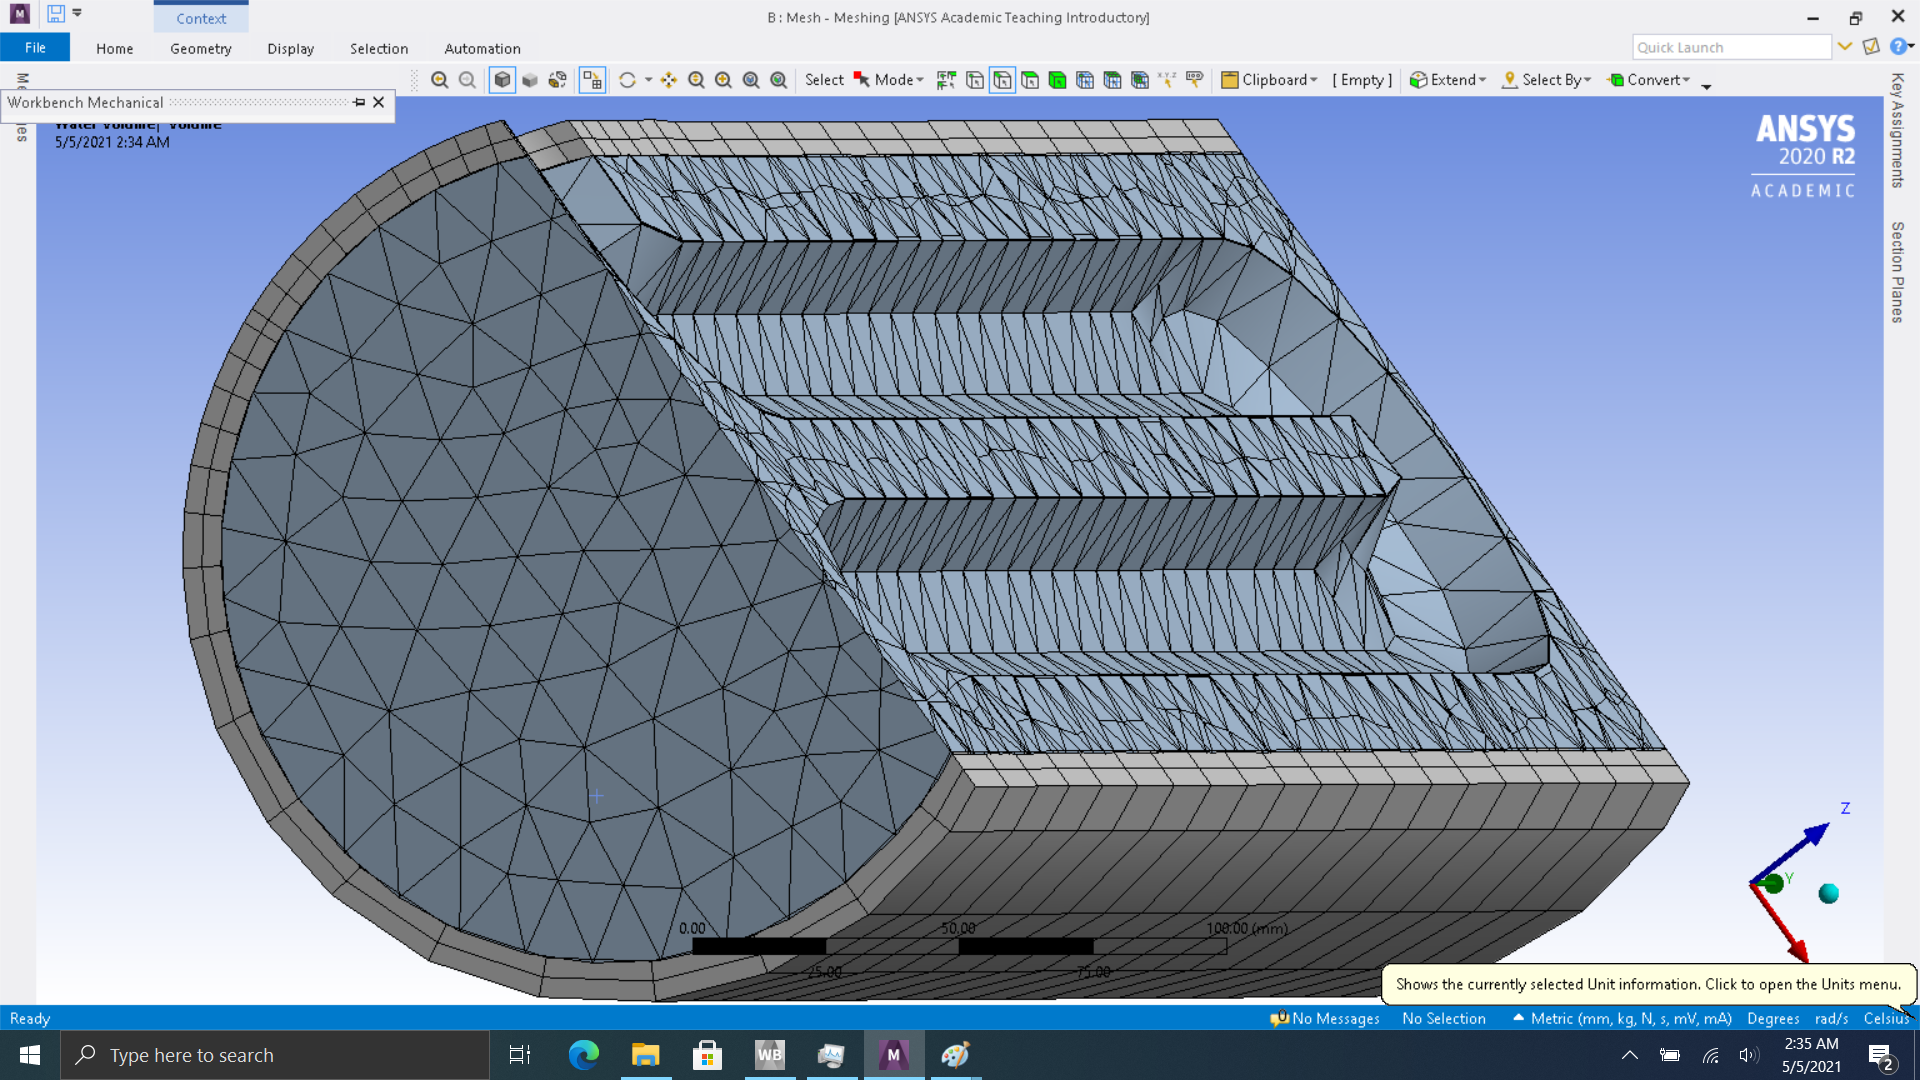 Context
B : Mesh - Meshing [ANSYS Academic Teaching Introductory]
File Home Geometry Display Selection Automation
Quick Launch
Select Mode Clipboard [ Empty ] Extend Select By Convert
Workbench Mechanical
Water Volume| Volume
5/5/2021 2:34 AM
ANSYS
2020 R2
ACADEMIC
Key Assignments
Section Planes
Z
Y
0.00 50.00 100.00 (mm)
25.00 75.00
Shows the currently selected Unit information. Click to open the Units menu.
Ready
0 No Messages No Selection Metric (mm, kg, N, s, mV, mA) Degrees rad/s Celsius
Type here to search
WB
M
2:35 AM
5/5/2021
2